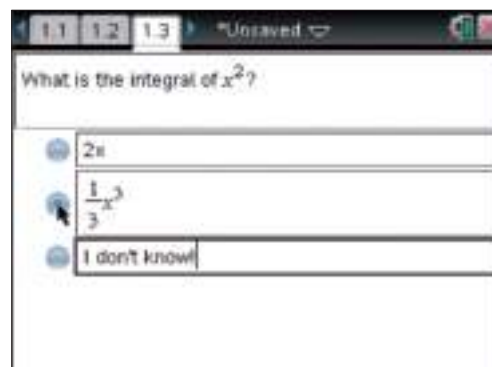 1.1 1.2 1.3 *Unsaved
What is the integral of x²?
2x
1/3 x³
I don't know!